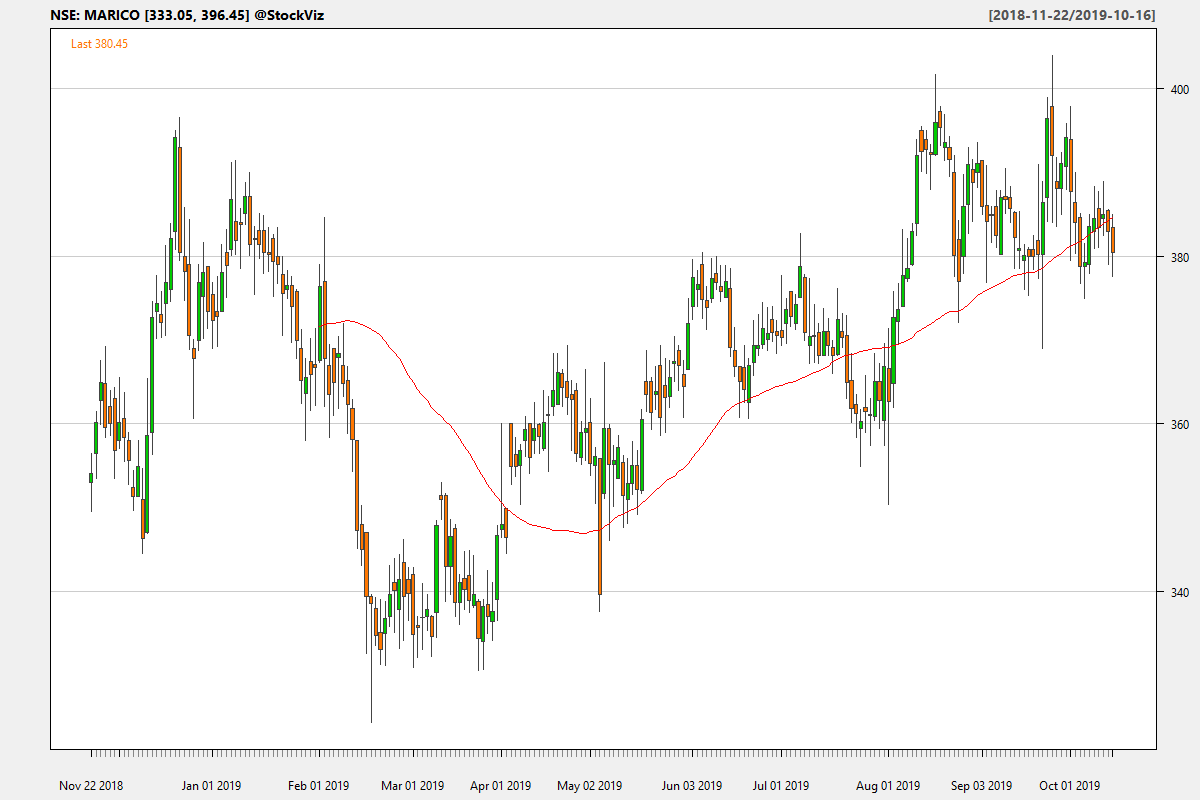 NSE: MARICO [333.05, 396.45] @StockViz
[2018-11-22/2019-10-16]
Last 380.45
400
380
360
340
Nov 22 2018
Jan 01 2019
Feb 01 2019
Mar 01 2019
Apr 01 2019
May 02 2019
Jun 03 2019
Jul 01 2019
Aug 01 2019
Sep 03 2019
Oct 01 2019